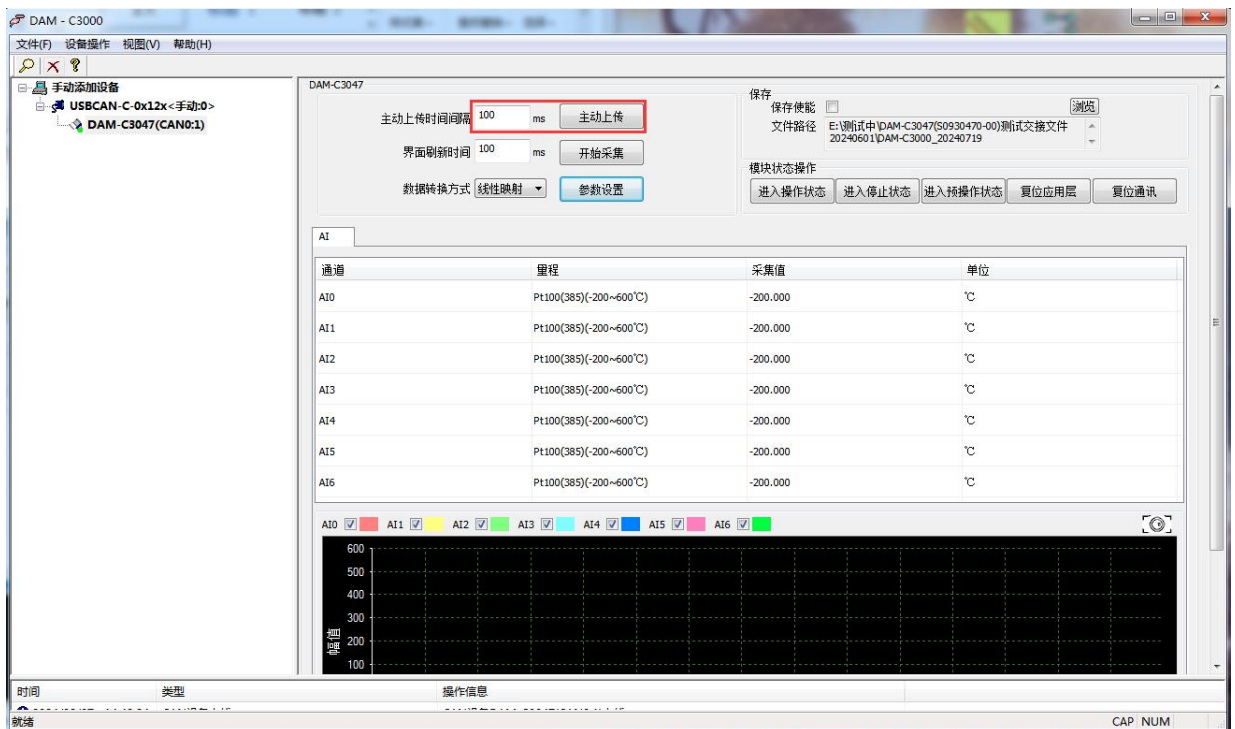 DAM - C3000
文件(F) 设备操作 视图(V) 帮助(H)
手动添加设备
USBCAN-C-0x12x<手动:0>
DAM-C3047(CAN0:1)
DAM-C3047
主动上传时间间隔 100 ms 主动上传
界面刷新时间 100 ms 开始采集
数据转换方式 线性映射 参数设置
保存
保存使能 浏览
文件路径 E:\测试中\DAM-C3047(S0930470-00)测试交接文件
20240601\DAM-C3000_20240719
模块状态操作
进入操作状态 进入停止状态 进入预操作状态 复位应用层 复位通讯
AI
通道 量程 采集值 单位
AI0 Pt100(385)(-200~600℃) -200.000 ℃
AI1 Pt100(385)(-200~600℃) -200.000 ℃
AI2 Pt100(385)(-200~600℃) -200.000 ℃
AI3 Pt100(385)(-200~600℃) -200.000 ℃
AI4 Pt100(385)(-200~600℃) -200.000 ℃
AI5 Pt100(385)(-200~600℃) -200.000 ℃
AI6 Pt100(385)(-200~600℃) -200.000 ℃
AI0 AI1 AI2 AI3 AI4 AI5 AI6
600
500
400
300
200
100
幅值
时间 类型 操作信息
就绪 CAP NUM